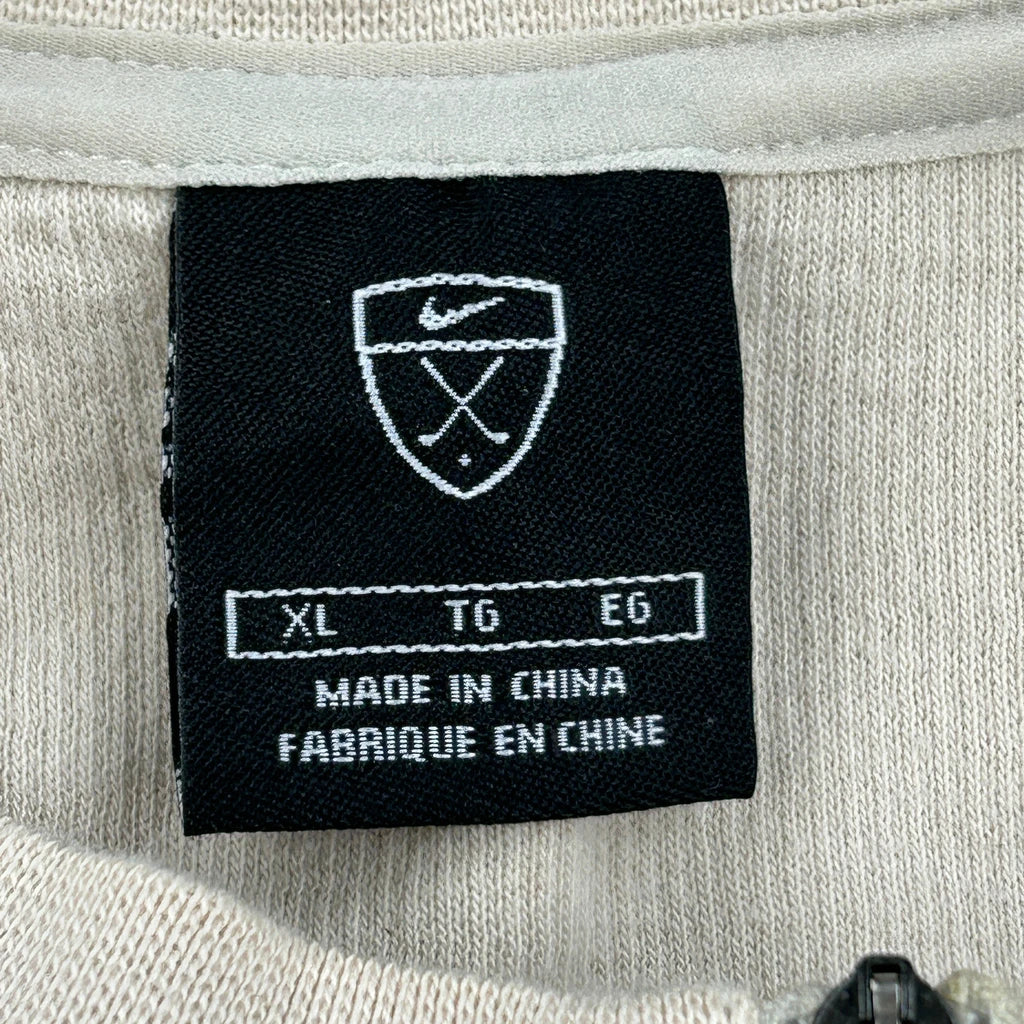 XL TG EG
MADE IN CHINA
FABRIQUE EN CHINE